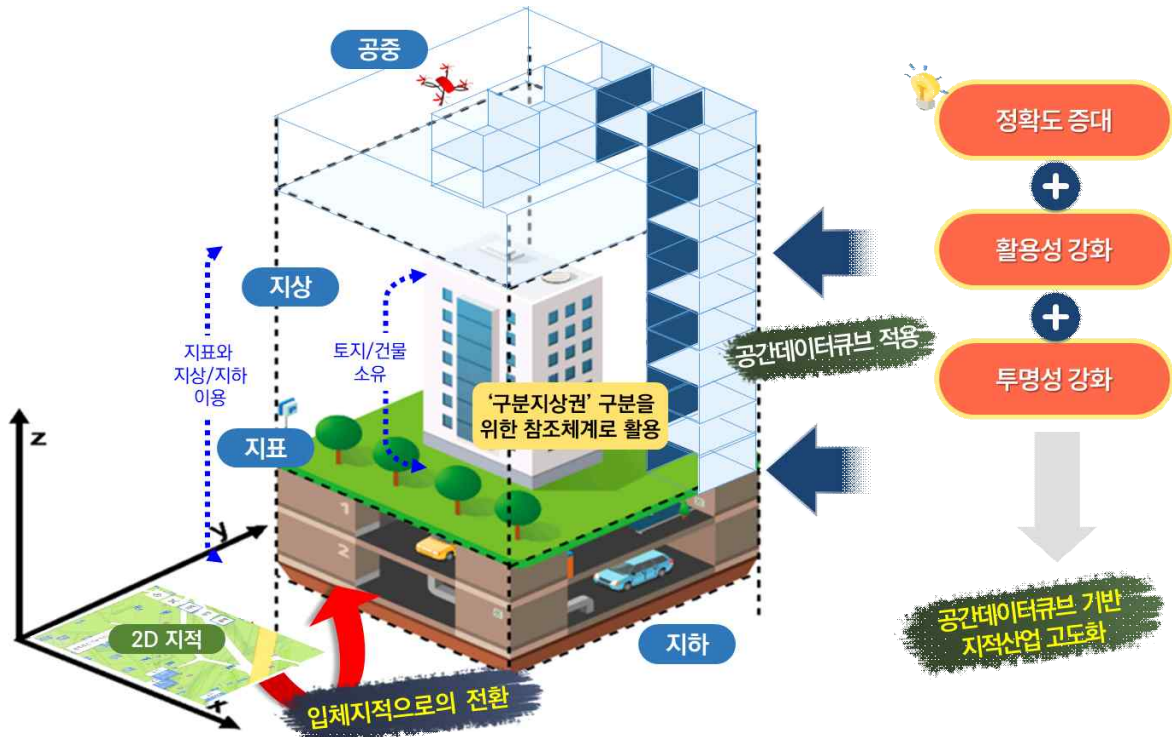 공중
정확도 증대
+
활용성 강화
+
투명성 강화
지상
지표와
지상/지하
이용
토지/건물
소유
공간데이터큐브 적용
'구분지상권' 구분을
위한 참조체계로 활용
지표
z
y
x
1
2
2D 지적
지하
입체지적으로의 전환
공간데이터큐브 기반
지적산업 고도화